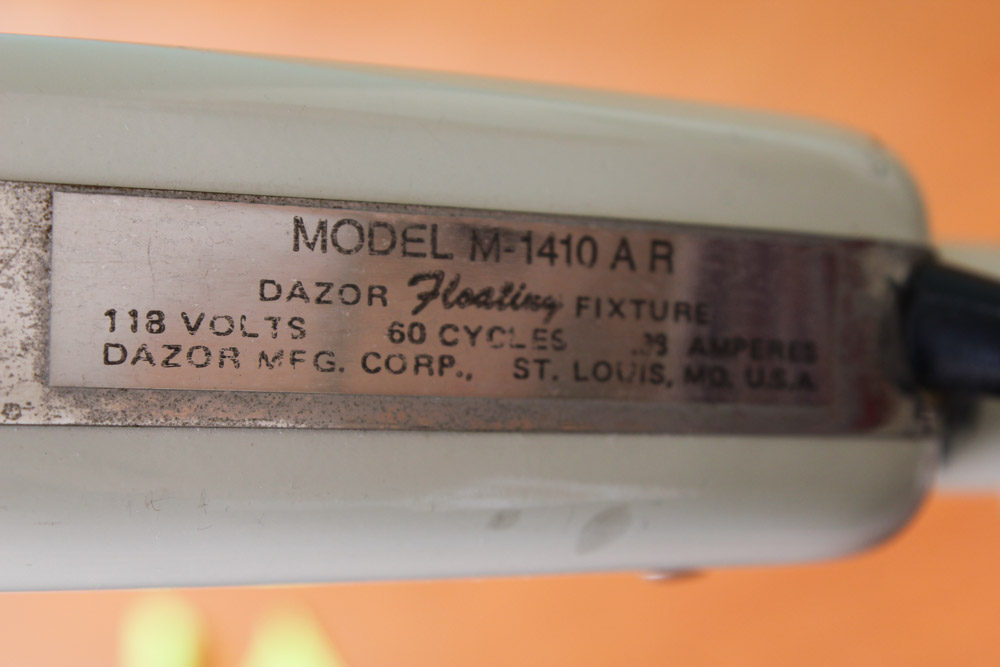 MODEL M-1410 A R
DAZOR Floating FIXTURE
118 VOLTS 60 CYCLES AMPERES
DAZOR MFG. CORP., ST. LOUIS, MO. U.S.A.